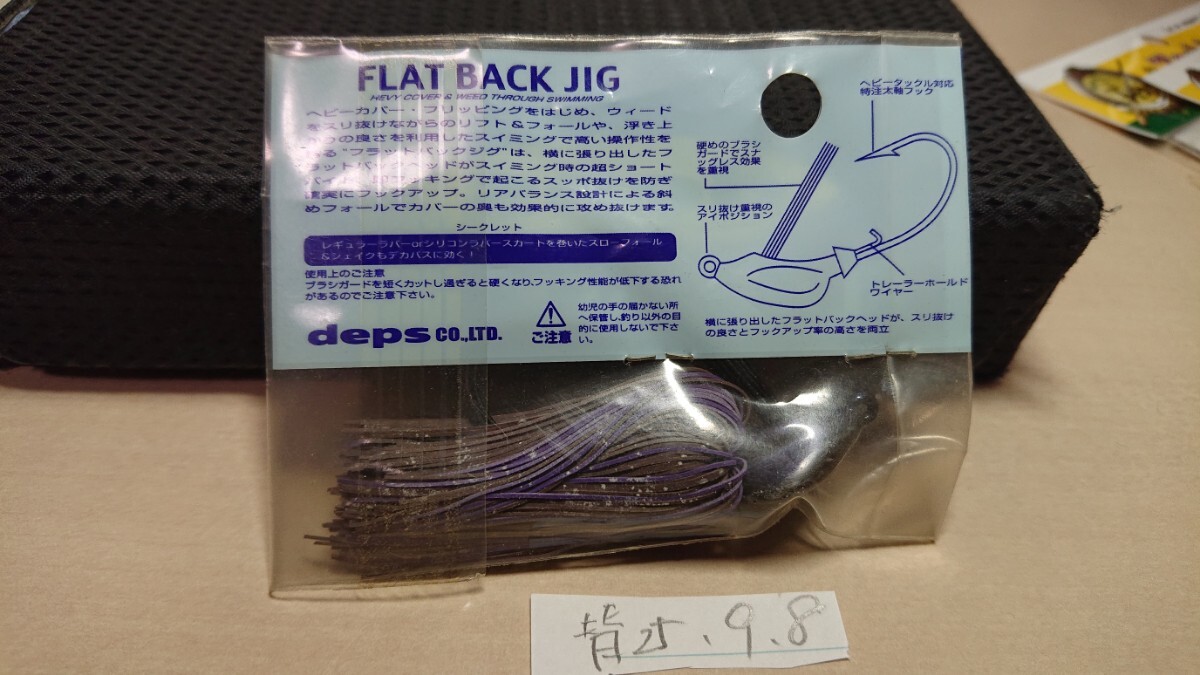 FLAT BACK JIG
HEVY COVER & WEED THROUGH SWIMMING
ヘビーカバー・フリッピングをはじめ、ウィード
をスリ抜けながらのリフト＆フォールや、浮き上
がりの良さを利用したスイミングで高い操作性を
る"フラットバックジグ"は、横に張り出したフ
ラットバックヘッドがスイミング時の超ショート
バイト、即フッキングで起こるスッポ抜けを防ぎ
確実にフックアップ。リアバランス設計による斜
めフォールでカバーの奥も効果的に攻め抜けます。
シークレット
レギュラーラバーorシリコンラバースカートを巻いたスローフォール
＆シェイクもデカバスに効く！
使用上のご注意
ブラシガードを短くカットし過ぎると硬くなり、フッキング性能が低下する恐れ
があるのでご注意下さい。
deps CO.,LTD.
ご注意
幼児の手の届かない所
へ保管し、釣り以外の目
的に使用しないで下さ
い。
ヘビータックル対応
特注太軸フック
硬めのブラシ
ガードでスナ
ッグレス効果
を重視
スリ抜け重視の
アイポジション
トレーラーホールド
ワイヤー
横に張り出したフラットバックヘッドが、スリ抜け
の良さとフックアップ率の高さを両立
9.8